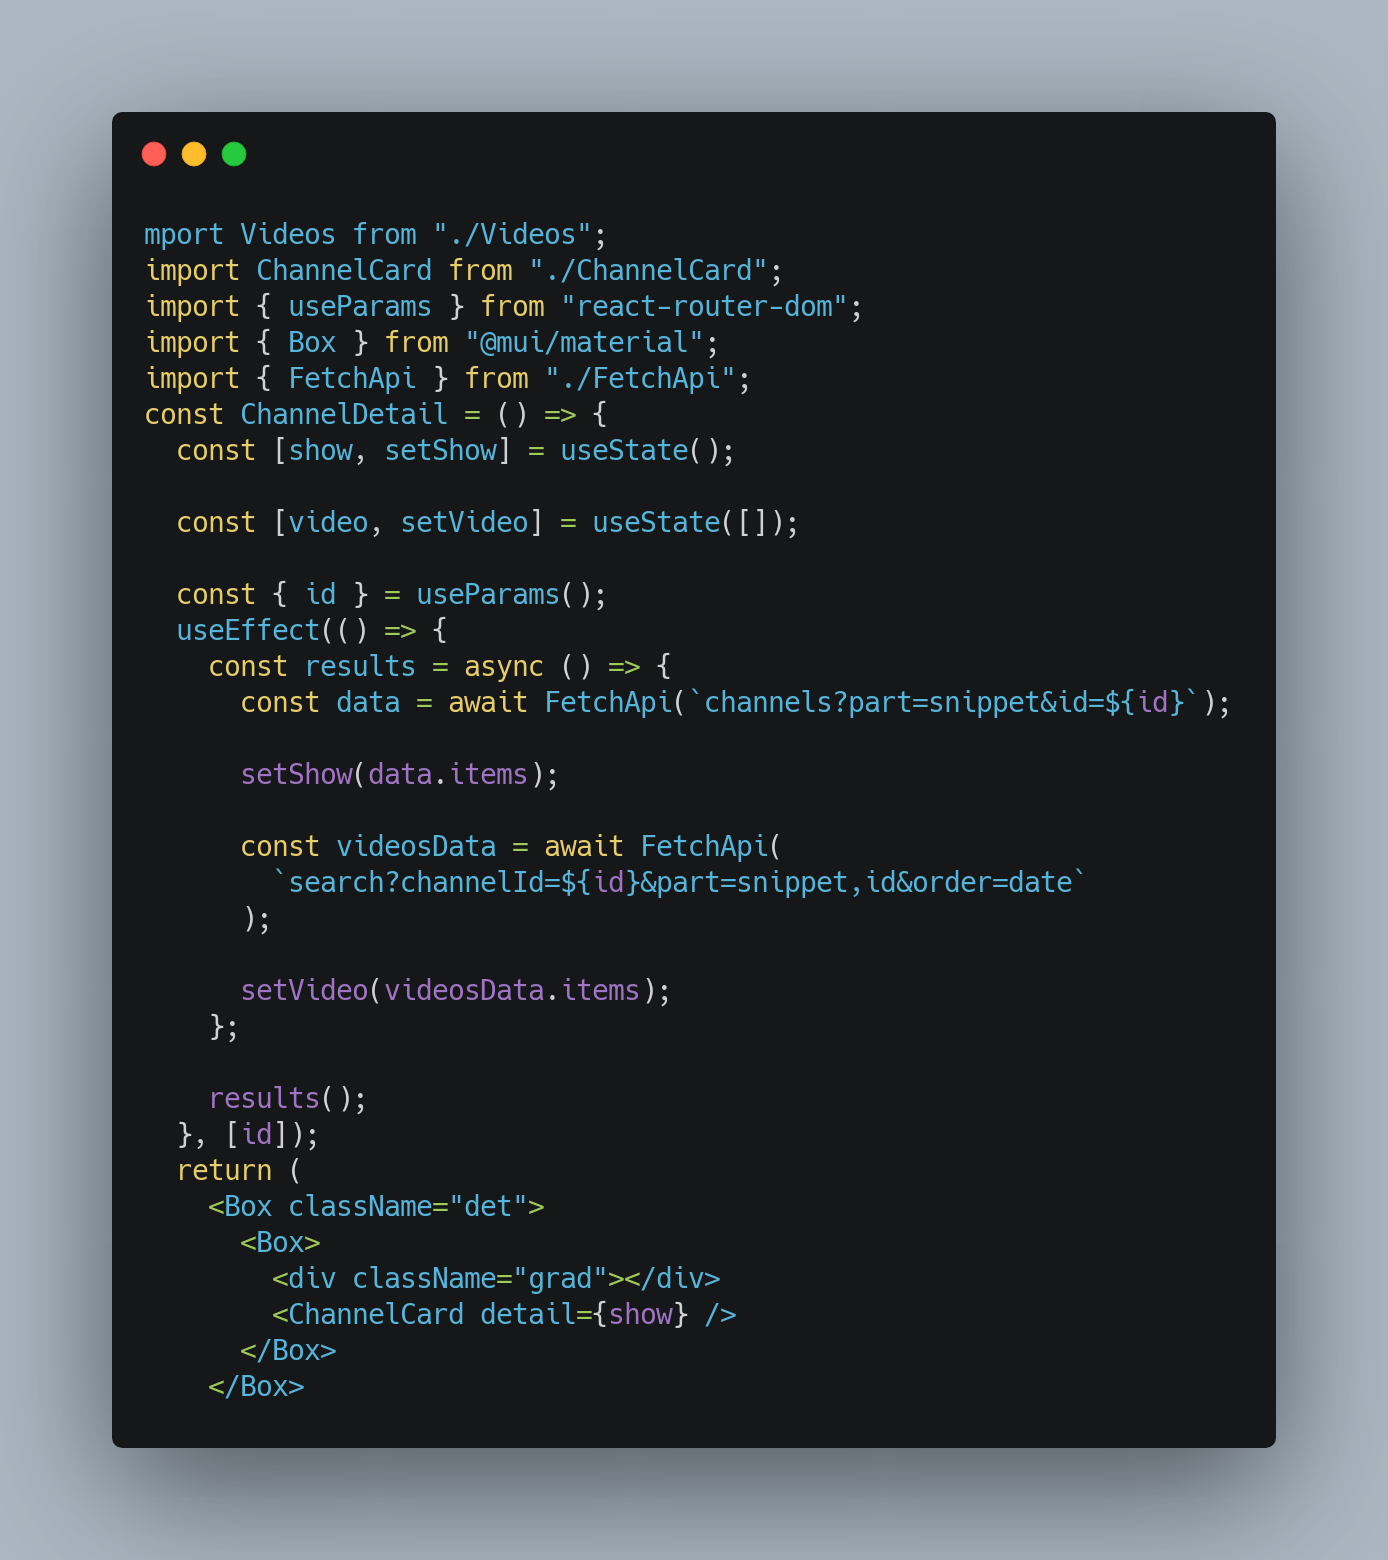 mport Videos from "./Videos";
import ChannelCard from "./ChannelCard";
import { useParams } from "react-router-dom";
import { Box } from "@mui/material";
import { FetchApi } from "./FetchApi";
const ChannelDetail = () => {
  const [show, setShow] = useState();

  const [video, setVideo] = useState([]);

  const { id } = useParams();
  useEffect(() => {
    const results = async () => {
      const data = await FetchApi(`channels?part=snippet&id=${id}`);

      setShow(data.items);

      const videosData = await FetchApi(
        `search?channelId=${id}&part=snippet,id&order=date`
      );

      setVideo(videosData.items);
    };

    results();
  }, [id]);
  return (
    <Box className="det">
      <Box>
        <div className="grad"></div>
        <ChannelCard detail={show} />
      </Box>
    </Box>